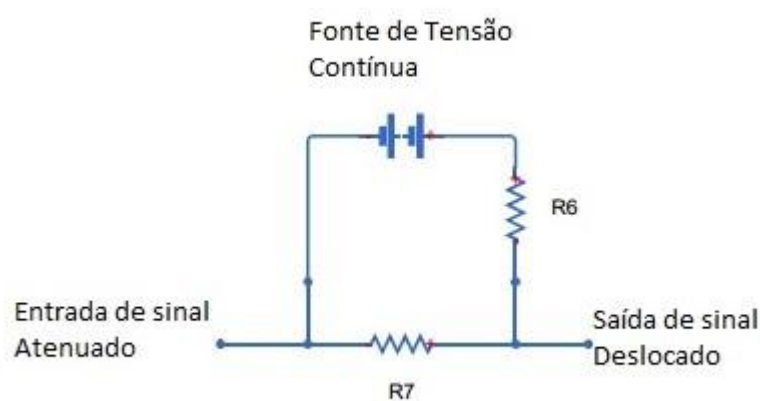 Fonte de Tensão
Contínua
R6
Entrada de sinal
Atenuado
Saída de sinal
Deslocado
R7